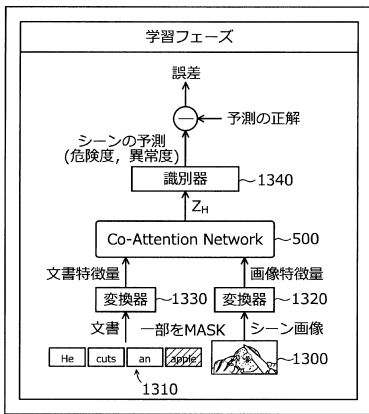 学習フェーズ
誤差
予測の正解
シーンの予測
(危険度，異常度)
識別器
1340
ZH
Co-Attention Network
500
文書特徴量
画像特徴量
変換器
1330
変換器
1320
文書
一部をMASK
シーン画像
He
cuts
an
apple
1300
1310